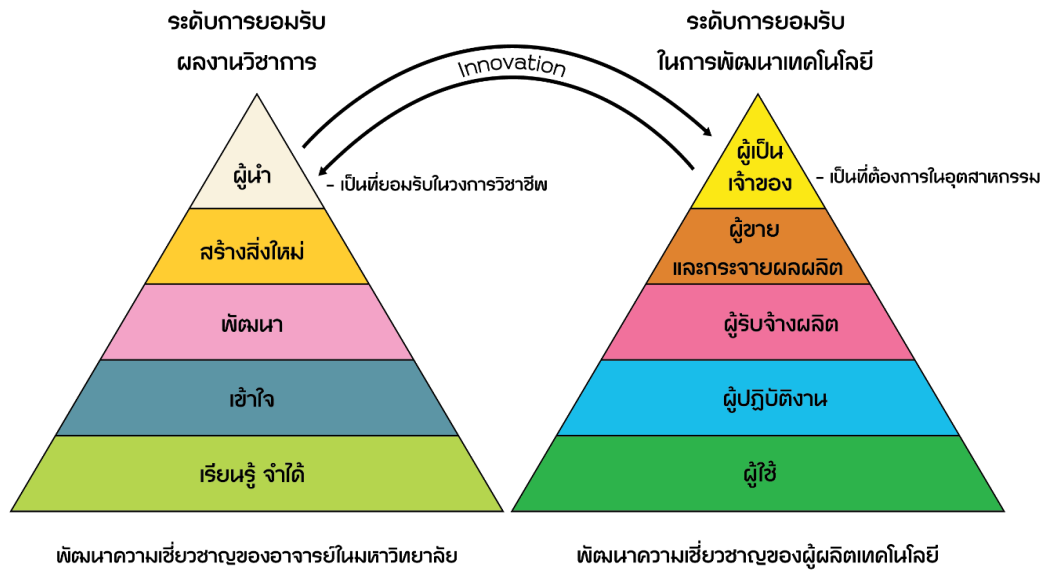 ระดับการยอมรับ
ผลงานวิชาการ
ระดับการยอมรับ
ในการพัฒนาเทคโนโลยี
Innovation
ผู้นำ
- เป็นที่ยอมรับในวงการวิชาชีพ
สร้างสิ่งใหม่
พัฒนา
เข้าใจ
เรียนรู้ จำได้
พัฒนาความเชี่ยวชาญของอาจารย์ในมหาวิทยาลัย
ผู้เป็น
เจ้าของ
- เป็นที่ต้องการในอุตสาหกรรม
ผู้ขาย
และกระจายผลผลิต
ผู้รับจ้างผลิต
ผู้ปฏิบัติงาน
ผู้ใช้
พัฒนาความเชี่ยวชาญของผู้ผลิตเทคโนโลยี